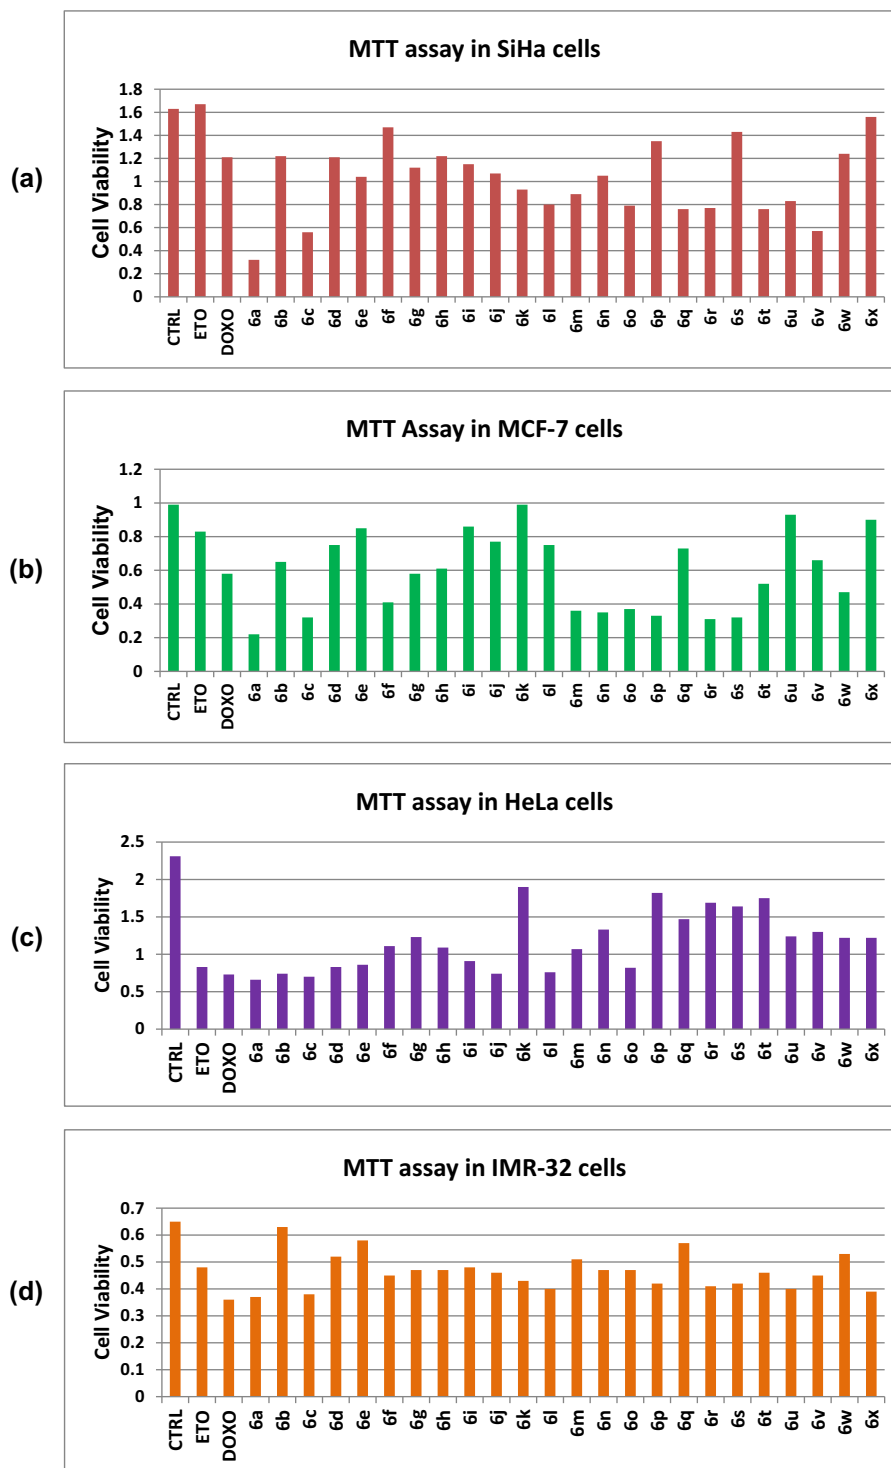 MTT assay in SiHa cells
(a)
Cell Viability
1.8
1.6
1.4
1.2
1
0.8
0.6
0.4
0.2
0
CTRL ETO DOXO 6a 6b 6c 6d 6e 6f 6g 6h 6i 6j 6k 6l 6m 6n 6o 6p 6q 6r 6s 6t 6u 6v 6w 6x
MTT Assay in MCF-7 cells
(b)
Cell Viability
1.2
1
0.8
0.6
0.4
0.2
0
CTRL ETO DOXO 6a 6b 6c 6d 6e 6f 6g 6h 6i 6j 6k 6l 6m 6n 6o 6p 6q 6r 6s 6t 6u 6v 6w 6x
MTT assay in HeLa cells
(c)
Cell Viability
2.5
2
1.5
1
0.5
0
CTRL ETO DOXO 6a 6b 6c 6d 6e 6f 6g 6h 6i 6j 6k 6l 6m 6n 6o 6p 6q 6r 6s 6t 6u 6v 6w 6x
MTT assay in IMR-32 cells
(d)
Cell Viability
0.7
0.6
0.5
0.4
0.3
0.2
0.1
0
CTRL ETO DOXO 6a 6b 6c 6d 6e 6f 6g 6h 6i 6j 6k 6l 6m 6n 6o 6p 6q 6r 6s 6t 6u 6v 6w 6x